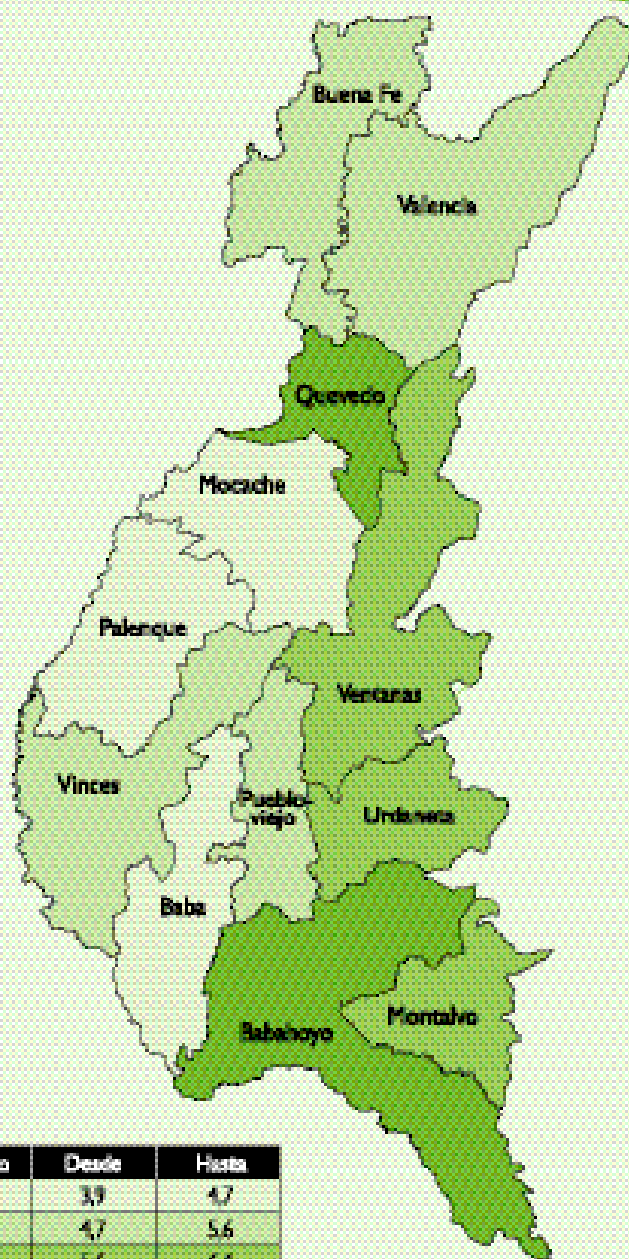 Buena Fe
Valencia
Quevedo
Mocache
Palenque
Ventanas
Vinces
Pueblo-
viejo
Urdaneta
Baba
Montalvo
Babahoyo
Desde Hasta
3,9 4,7
4,7 5,6